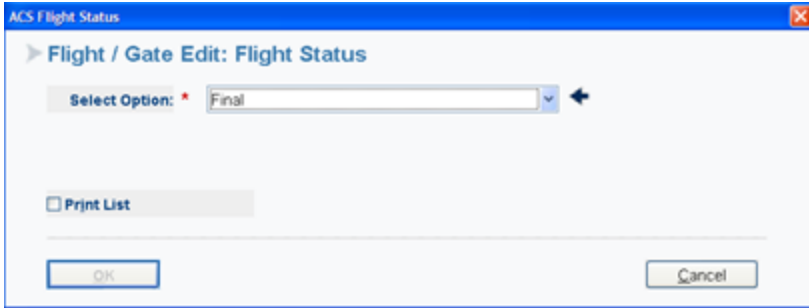 ACS Flight Status
Flight / Gate Edit: Flight Status
Select Option: * Final
Print List
OK Cancel